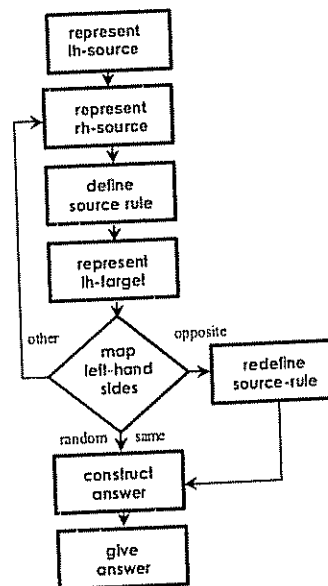 represent
lh-source
represent
rh-source
define
source rule
represent
lh-target
other
map
left-hand
sides
opposite
redefine
source-rule
random
same
construct
answer
give
answer